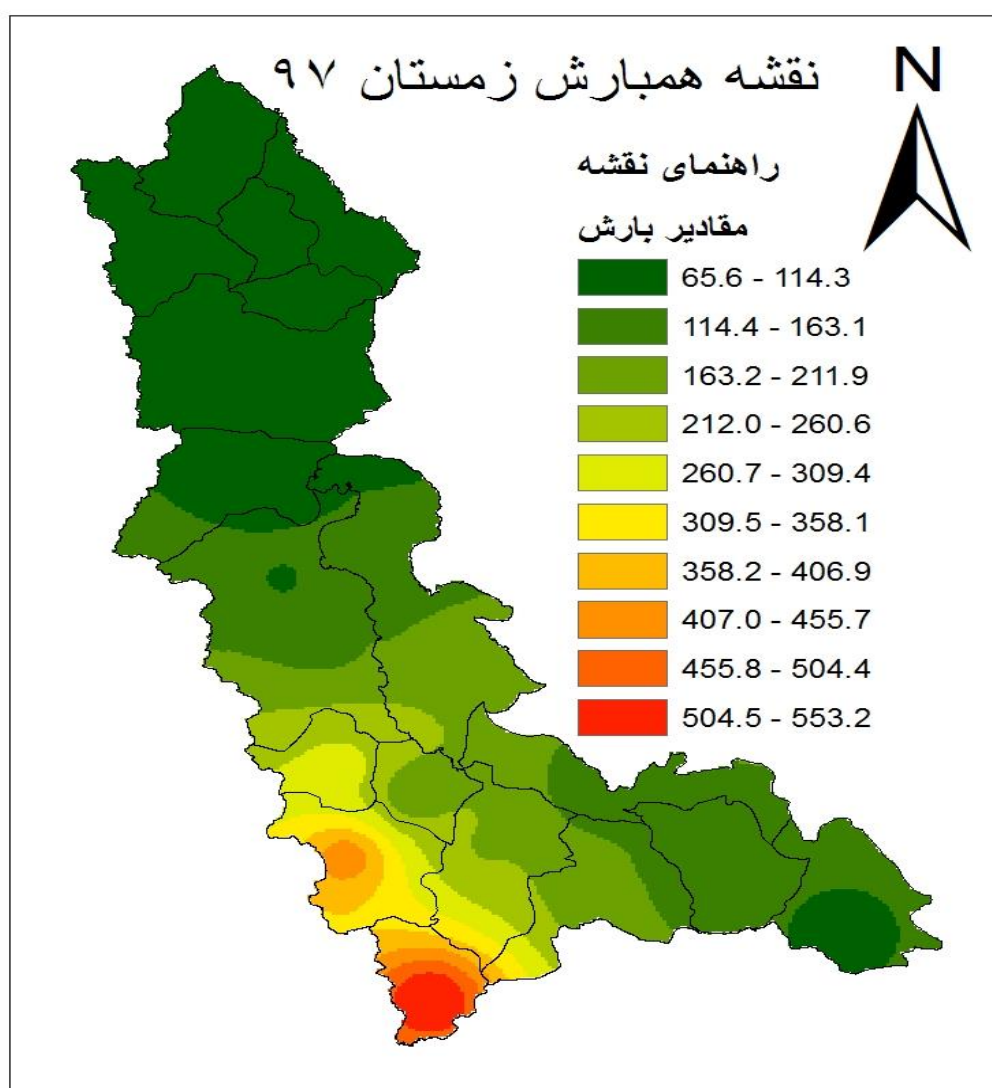 نقشه همبارش زمستان ۹۷
N
راهنمای نقشه
مقادیر بارش
65.6 - 114.3
114.4 - 163.1
163.2 - 211.9
212.0 - 260.6
260.7 - 309.4
309.5 - 358.1
358.2 - 406.9
407.0 - 455.7
455.8 - 504.4
504.5 - 553.2